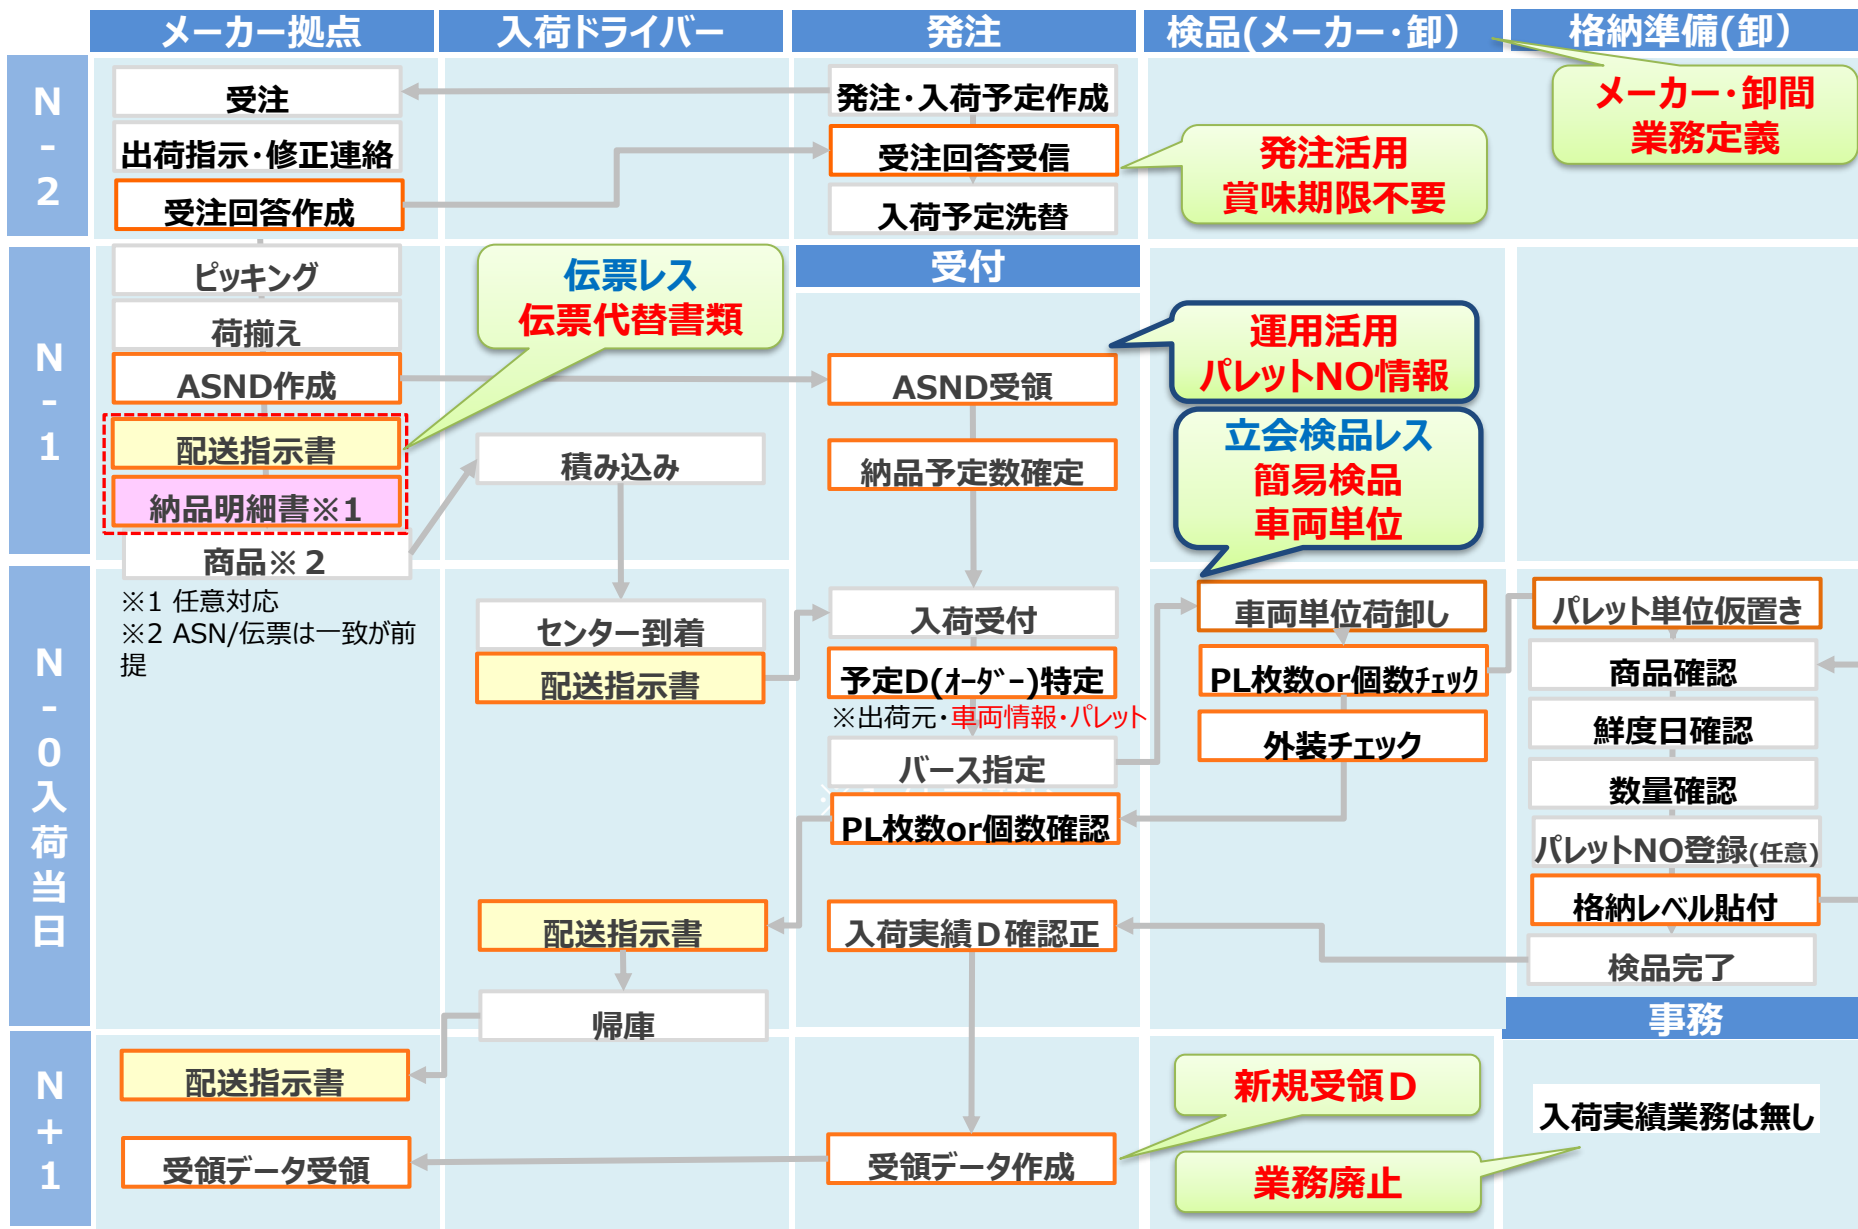 メーカー拠点
入荷ドライバー
発注
検品(メーカー・卸)
格納準備(卸)
N
-
2
受注
出荷指示・修正連絡
受注回答作成
発注・入荷予定作成
受注回答受信
入荷予定洗替
発注活用
賞味期限不要
メーカー・卸間
業務定義
N
-
1
ピッキング
荷揃え
ASND作成
配送指示書
納品明細書※1
商品※２
※1 任意対応
※2 ASN/伝票は一致が前
提
伝票レス
伝票代替書類
積み込み
受付
ASND受領
納品予定数確定
運用活用
パレットNO情報
立会検品レス
簡易検品
車両単位
N
-
0
入
荷
当
日
センター到着
配送指示書
配送指示書
帰庫
入荷受付
予定D(ｵｰﾀﾞｰ)特定
※出荷元・車両情報・パレット
バース指定
PL枚数or個数確認
入荷実績Ｄ確認正
車両単位荷卸し
PL枚数or個数ﾁｪｯｸ
外装チェック
パレット単位仮置き
商品確認
鮮度日確認
数量確認
パレットNO登録(任意)
格納レベル貼付
検品完了
事務
N
+
1
配送指示書
受領データ受領
受領データ作成
新規受領Ｄ
業務廃止
入荷実績業務は無し